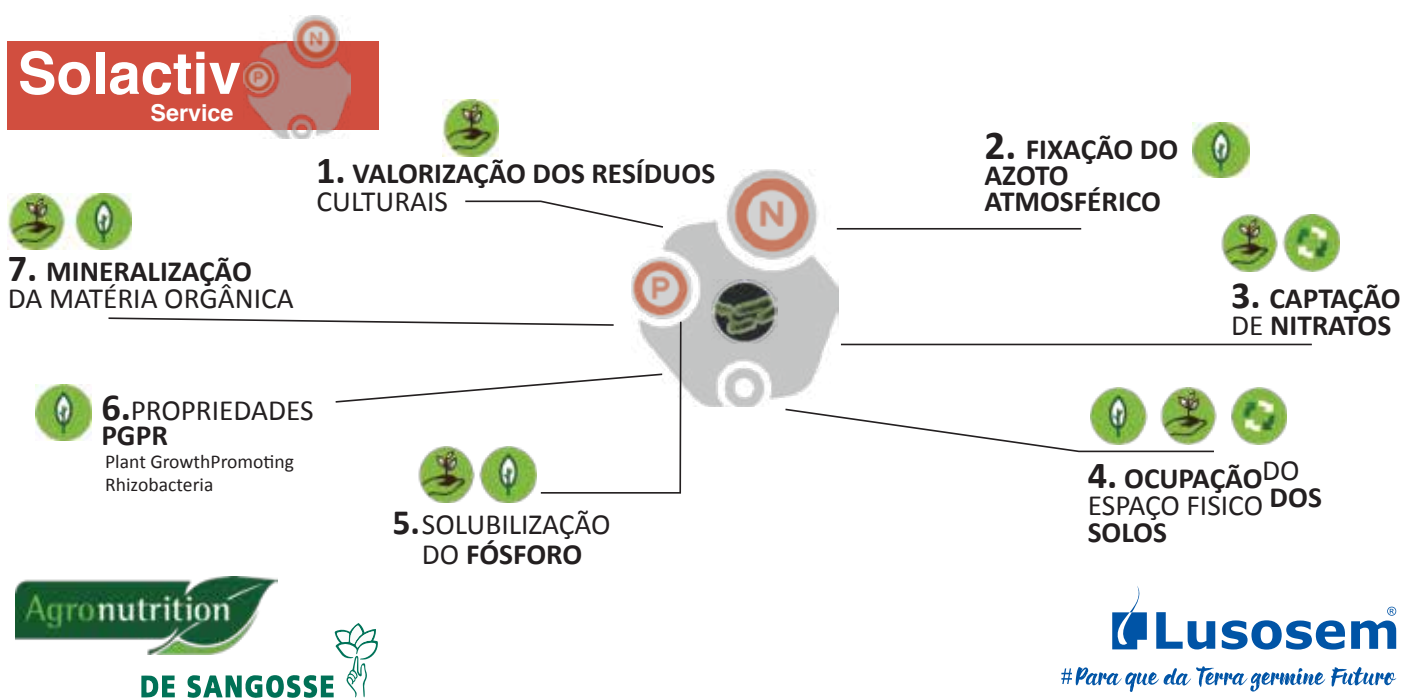 Solactiv
Service
N
P
1. VALORIZAÇÃO DOS RESÍDUOS
CULTURAIS
2. FIXAÇÃO DO
AZOTO
ATMOSFÉRICO
3. CAPTAÇÃO
DE NITRATOS
4. OCUPAÇÃO DO
ESPAÇO FISICO DOS
SOLOS
5. SOLUBILIZAÇÃO
DO FÓSFORO
6. PROPRIEDADES
PGPR
Plant GrowthPromoting
Rhizobacteria
7. MINERALIZAÇÃO
DA MATÉRIA ORGÂNICA
N
P
Agronutrition
DE SANGOSSE
Lusosem®
#Para que da Terra germine Futuro